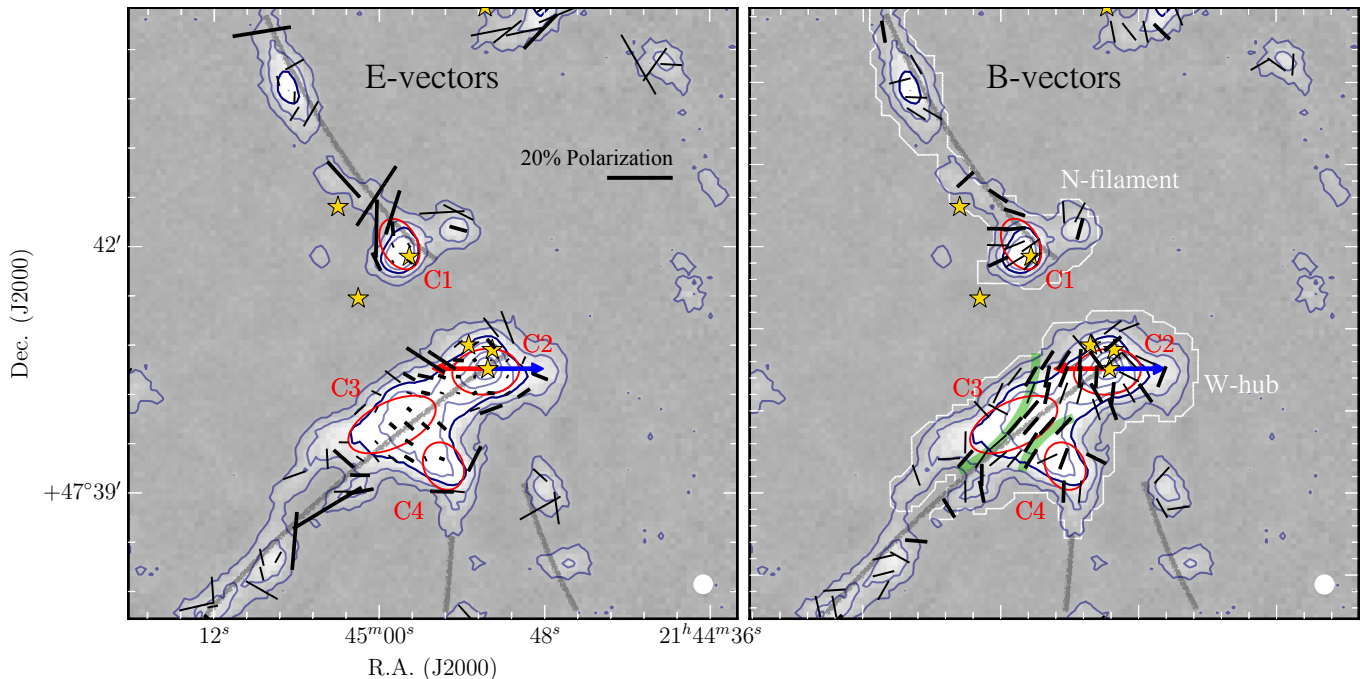 E-vectors
20% Polarization
C1
C2
C3
C4
B-vectors
N-filament
C1
C2
C3
W-hub
C4
Dec. (J2000)
42′
+47°39′
12ˢ
45ᵐ00ˢ
48ˢ
21ʰ44ᵐ36ˢ
R.A. (J2000)